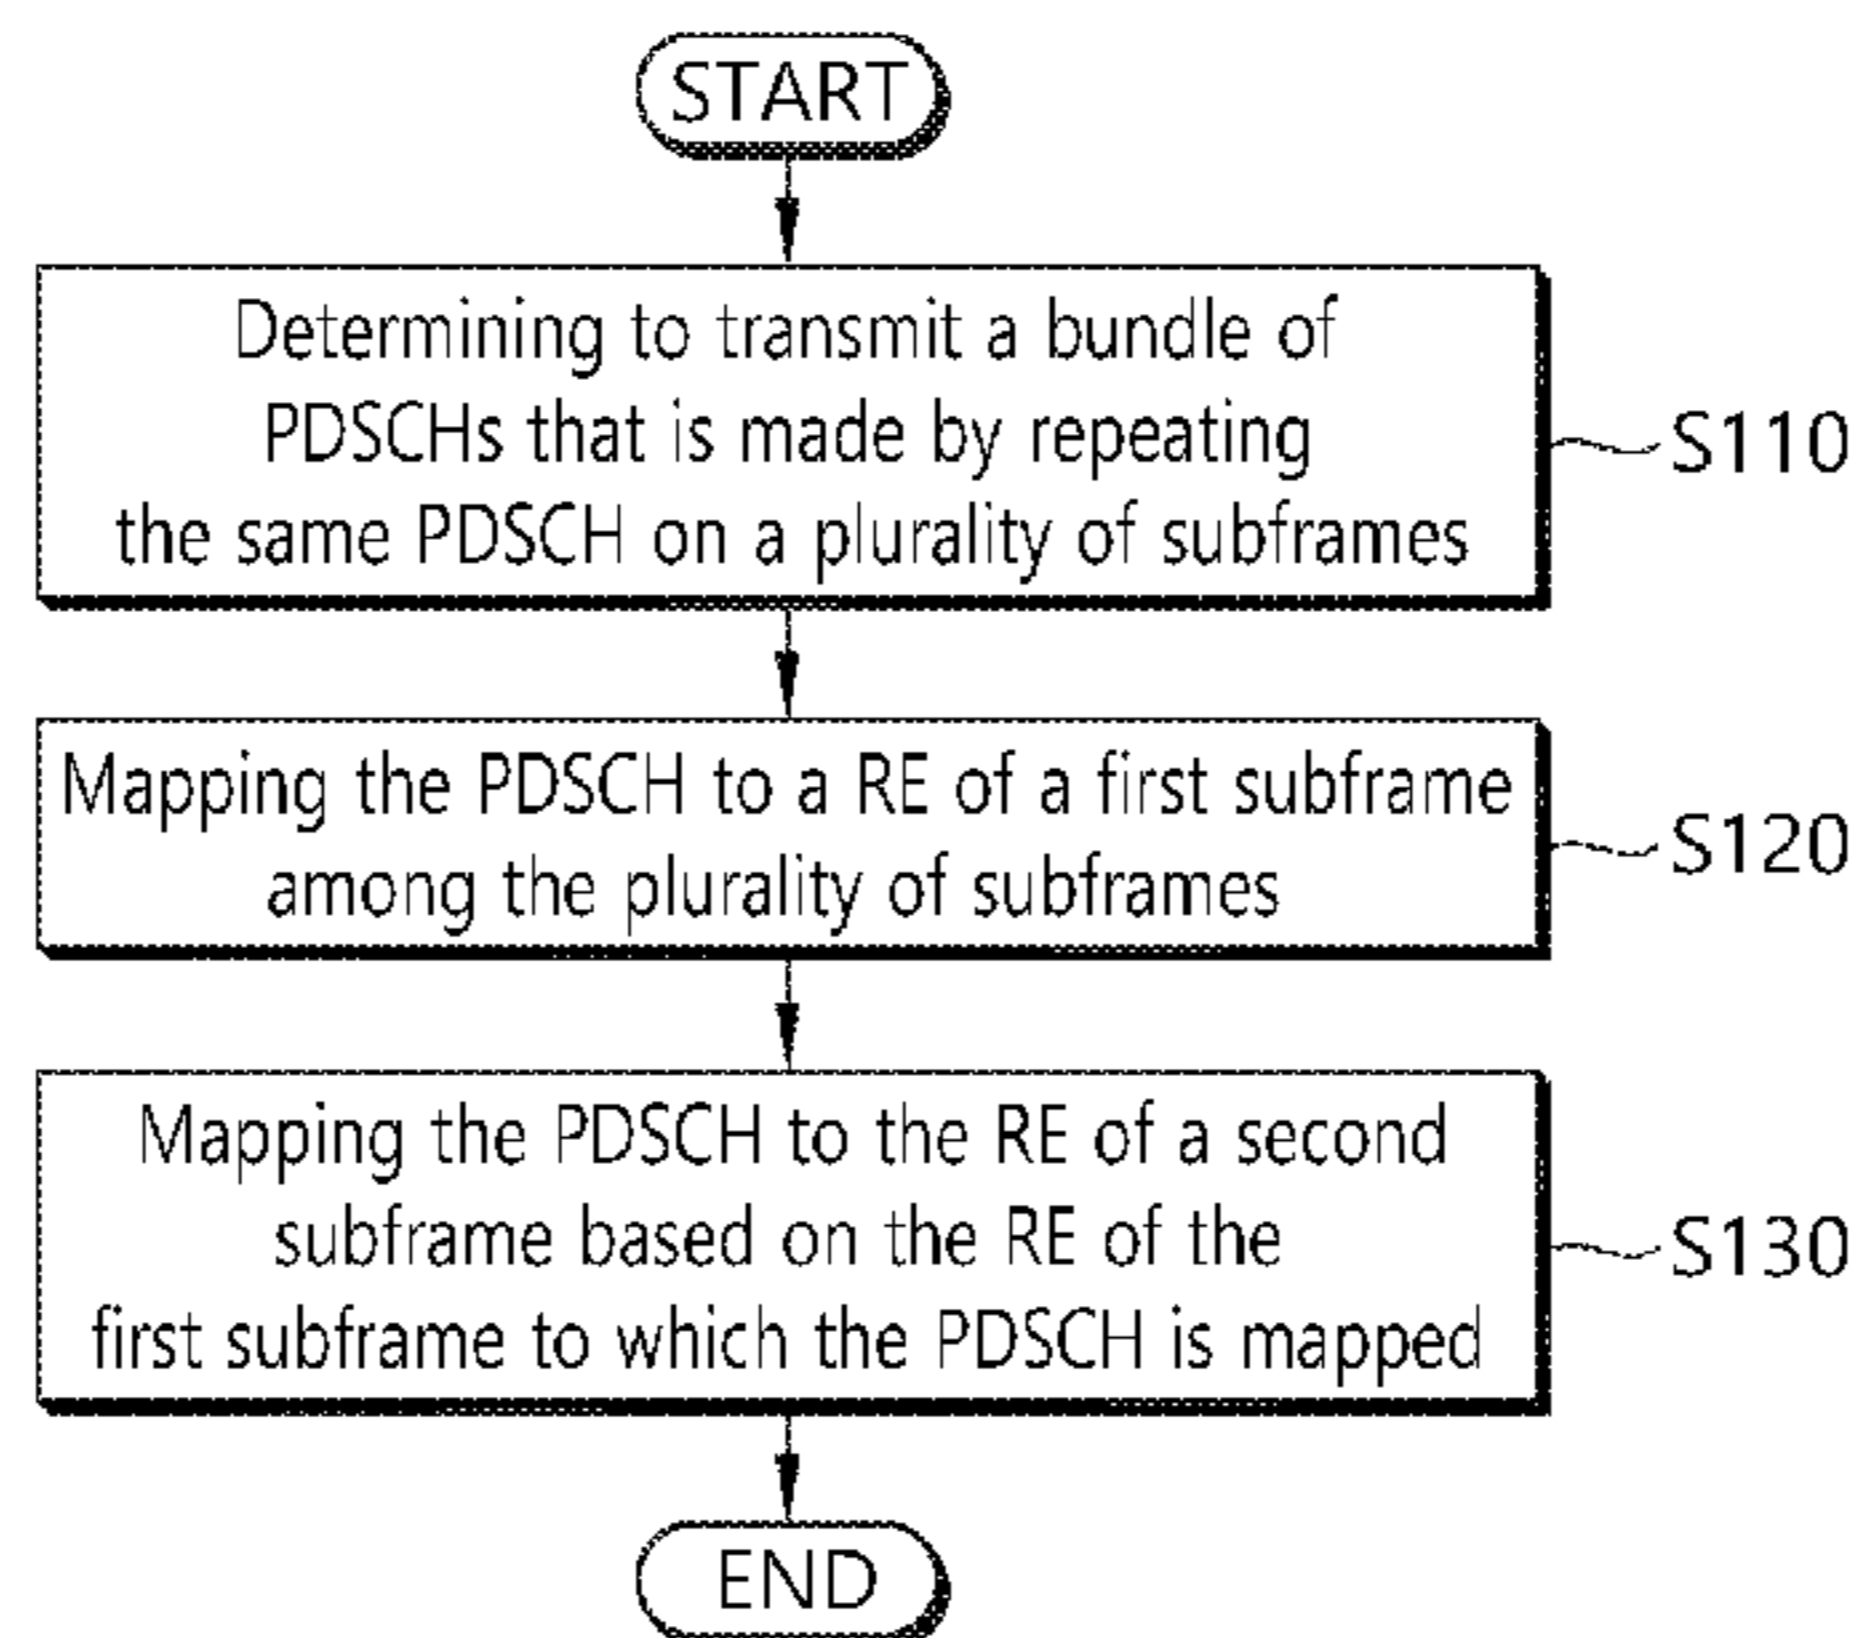 START
Determining to transmit a bundle of
PDSCHs that is made by repeating
the same PDSCH on a plurality of subframes
S110
Mapping the PDSCH to a RE of a first subframe
among the plurality of subframes
S120
Mapping the PDSCH to the RE of a second
subframe based on the RE of the
first subframe to which the PDSCH is mapped
S130
END